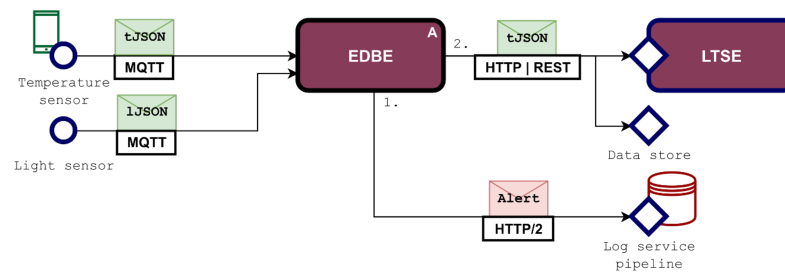 tJSON
MQTT
Temperature
sensor
lJSON
MQTT
Light sensor
EDBE
A
2.
tJSON
HTTP | REST
LTSE
1.
Data store
Alert
HTTP/2
Log service
pipeline